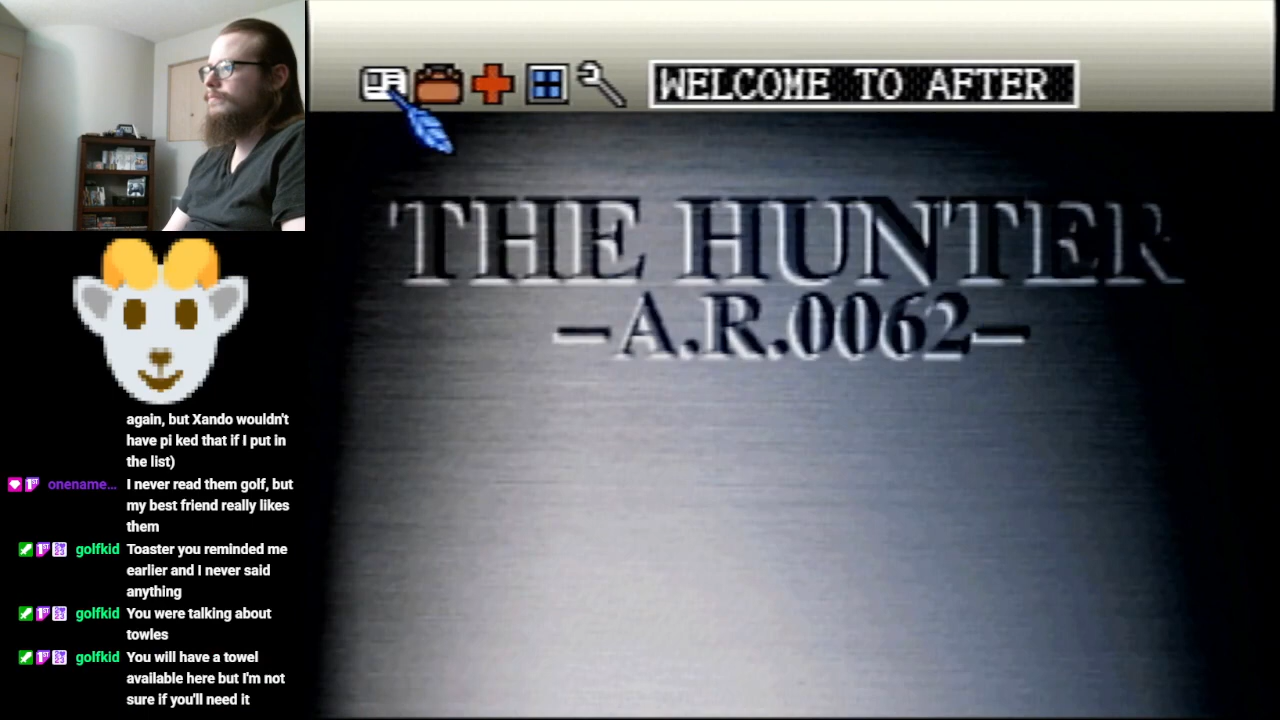 WELCOME TO AFTER
THE HUNTER
–A.R.0062–
again, but Xando wouldn't
have pi ked that if I put in
the list)
onename... I never read them golf, but
my best friend really likes
them
golfkid Toaster you reminded me
earlier and I never said
anything
golfkid You were talking about
towles
golfkid You will have a towel
available here but I'm not
sure if you'll need it